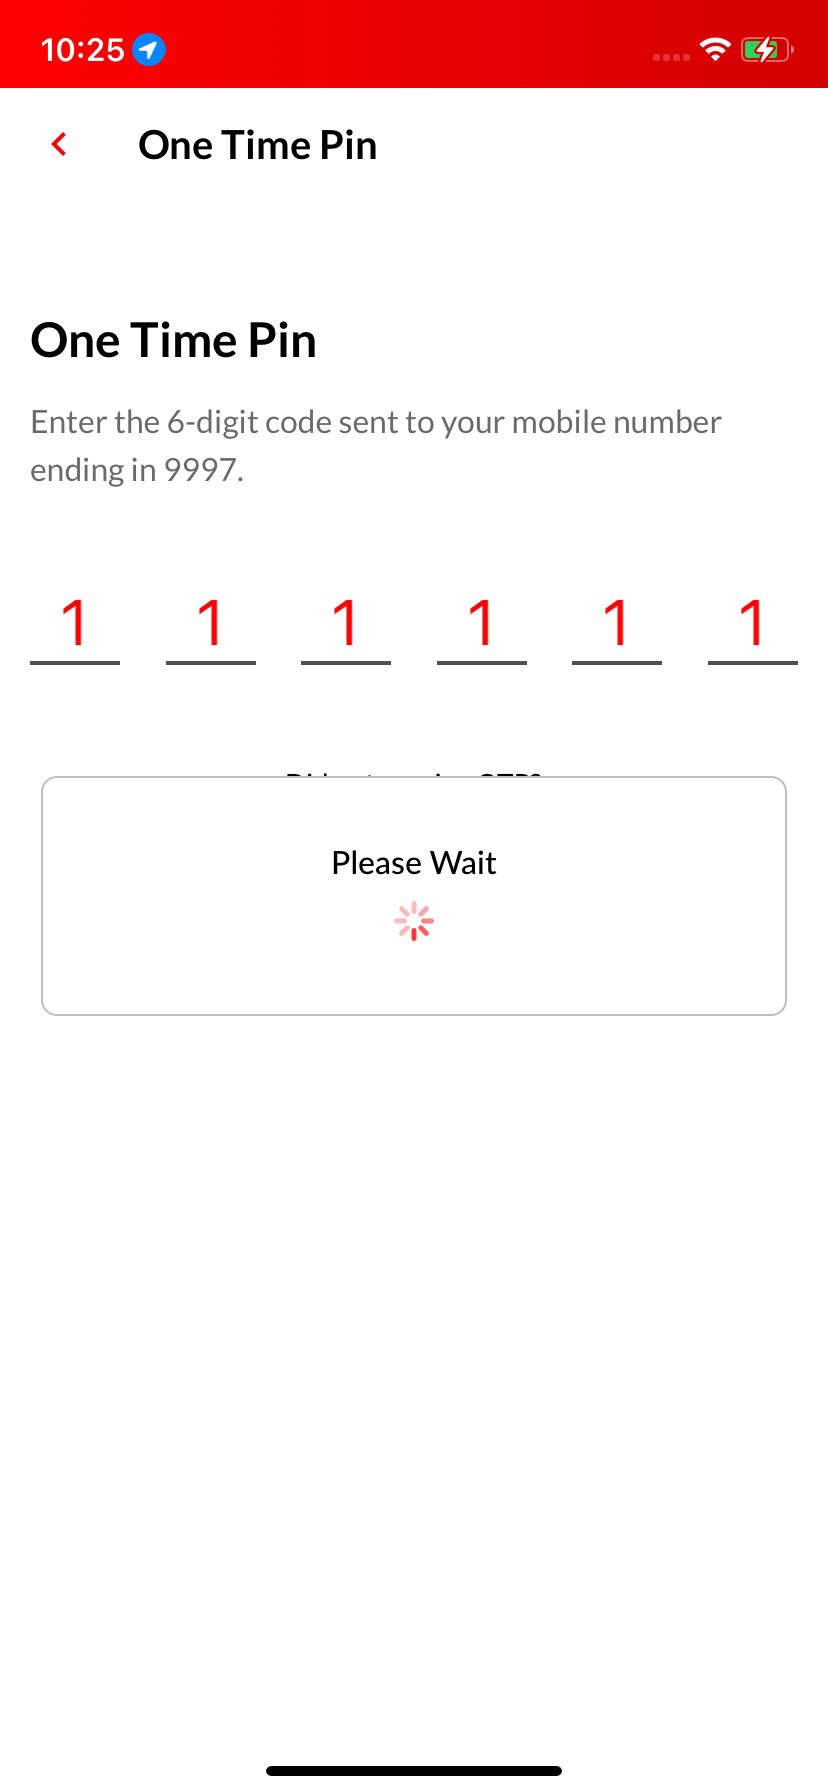 10:25
One Time Pin
One Time Pin
Enter the 6-digit code sent to your mobile number
ending in 9997.
1 1 1 1 1 1
Please Wait